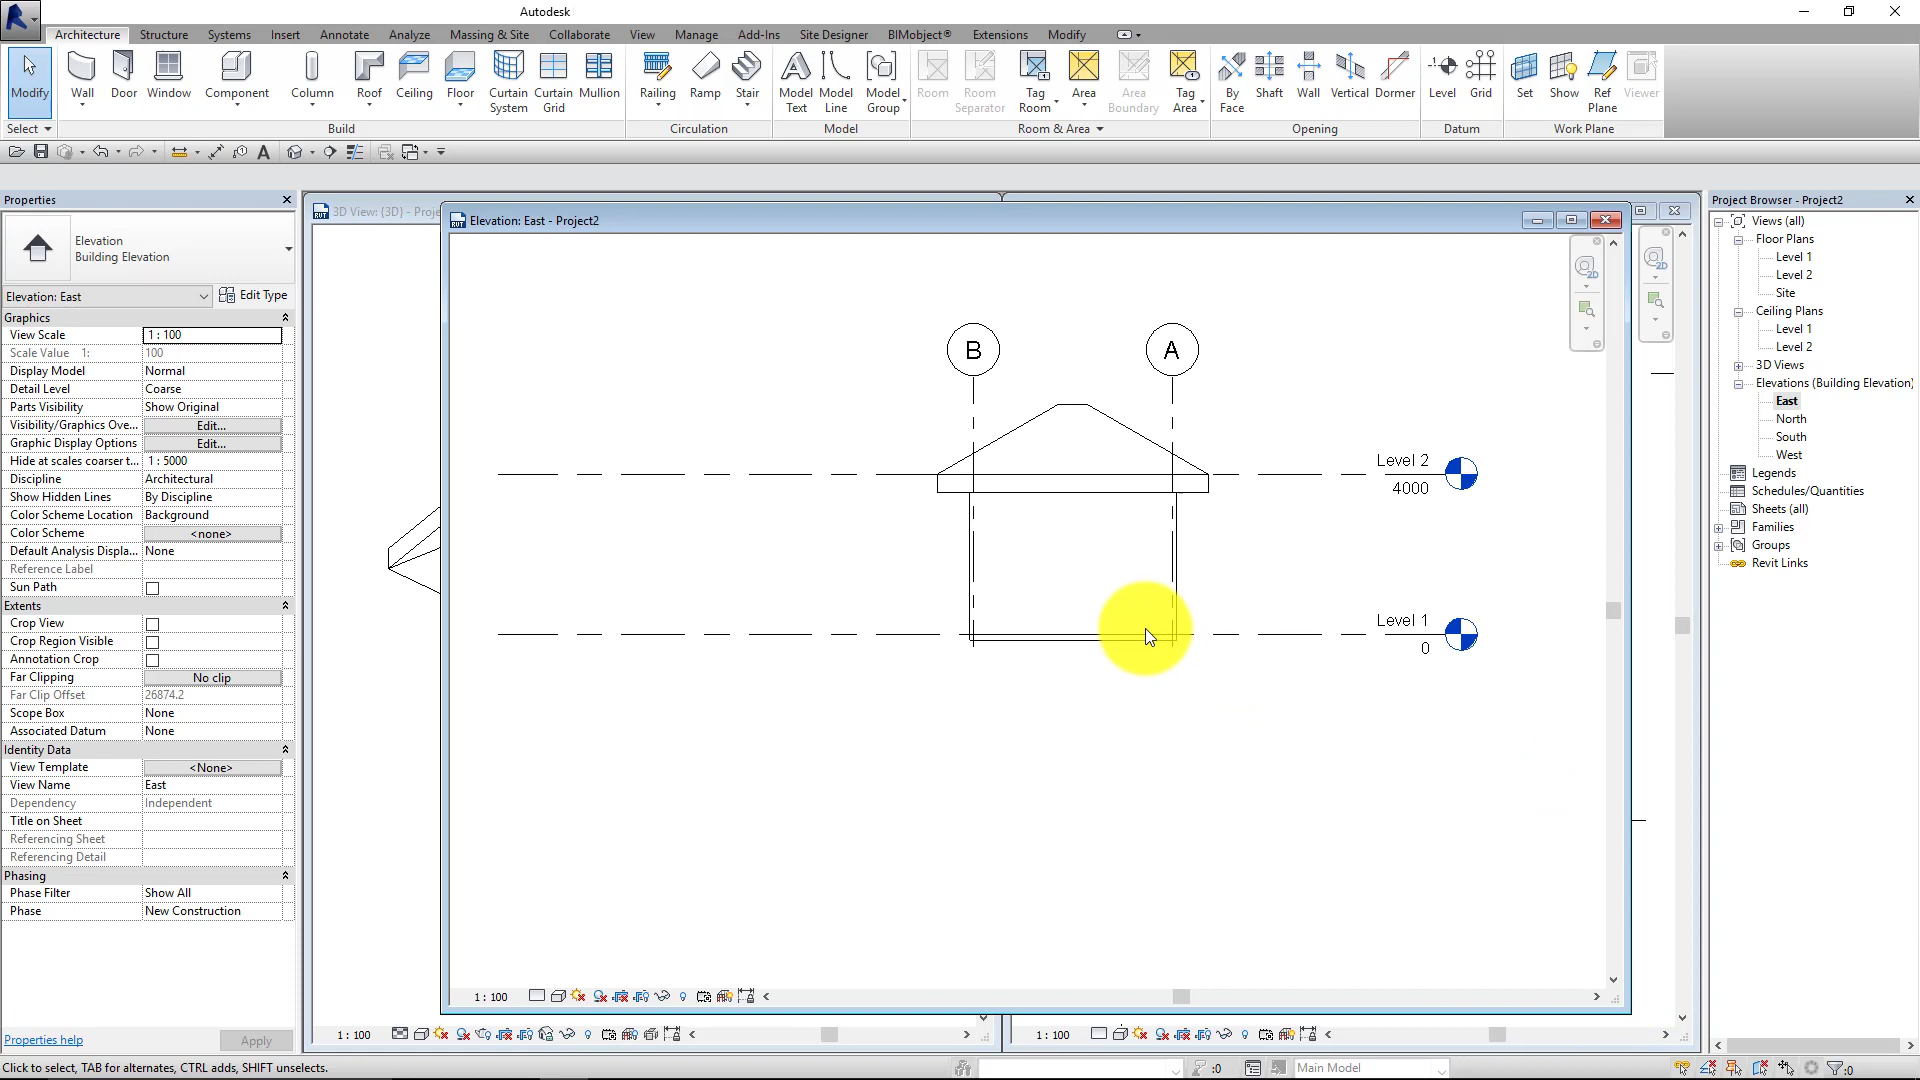 Autodesk
Architecture Structure Systems Insert Annotate Analyze Massing & Site Collaborate View Manage Add-Ins Site Designer BIMobject® Extensions Modify
Modify Wall Door Window Component Column Roof Ceiling Floor Curtain System Curtain Grid Mullion Railing Ramp Stair Model Text Model Line Model Group Room Room Separator Tag Room Area Area Boundary Tag Area By Face Shaft Wall Vertical Dormer Level Grid Set Show Ref Plane Viewer
Select Build Circulation Model Room & Area Opening Datum Work Plane
Properties
3D View: {3D} - Proje
Elevation: East - Project2
Project Browser - Project2
Elevation
Building Elevation
Elevation: East
Edit Type
Graphics
View Scale 1 : 100
Scale Value 1: 100
Display Model Normal
Detail Level Coarse
Parts Visibility Show Original
Visibility/Graphics Ove... Edit...
Graphic Display Options Edit...
Hide at scales coarser t... 1 : 5000
Discipline Architectural
Show Hidden Lines By Discipline
Color Scheme Location Background
Color Scheme <none>
Default Analysis Displa... None
Reference Label
Sun Path
Extents
Crop View
Crop Region Visible
Annotation Crop
Far Clipping No clip
Far Clip Offset 26874.2
Scope Box None
Associated Datum None
Identity Data
View Template <None>
View Name East
Dependency Independent
Title on Sheet
Referencing Sheet
Referencing Detail
Phasing
Phase Filter Show All
Phase New Construction
Properties help
Apply
B A
Level 2
4000
Level 1
0
2D
2D
1 : 100
1 : 100
1 : 100
Views (all)
Floor Plans
Level 1
Level 2
Site
Ceiling Plans
Level 1
Level 2
3D Views
Elevations (Building Elevation)
East
North
South
West
Legends
Schedules/Quantities
Sheets (all)
Families
Groups
Revit Links
Click to select, TAB for alternates, CTRL adds, SHIFT unselects.
:0
Main Model
:0